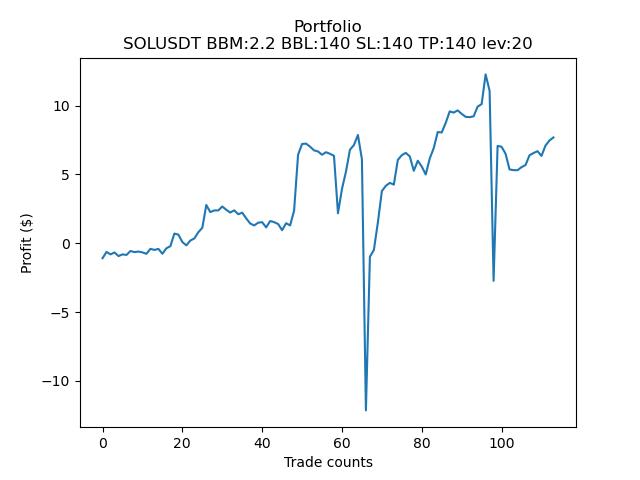 Portfolio
SOLUSDT BBM:2.2 BBL:140 SL:140 TP:140 lev:20
10
5
0
−5
−10
Profit ($)
0 20 40 60 80 100
Trade counts